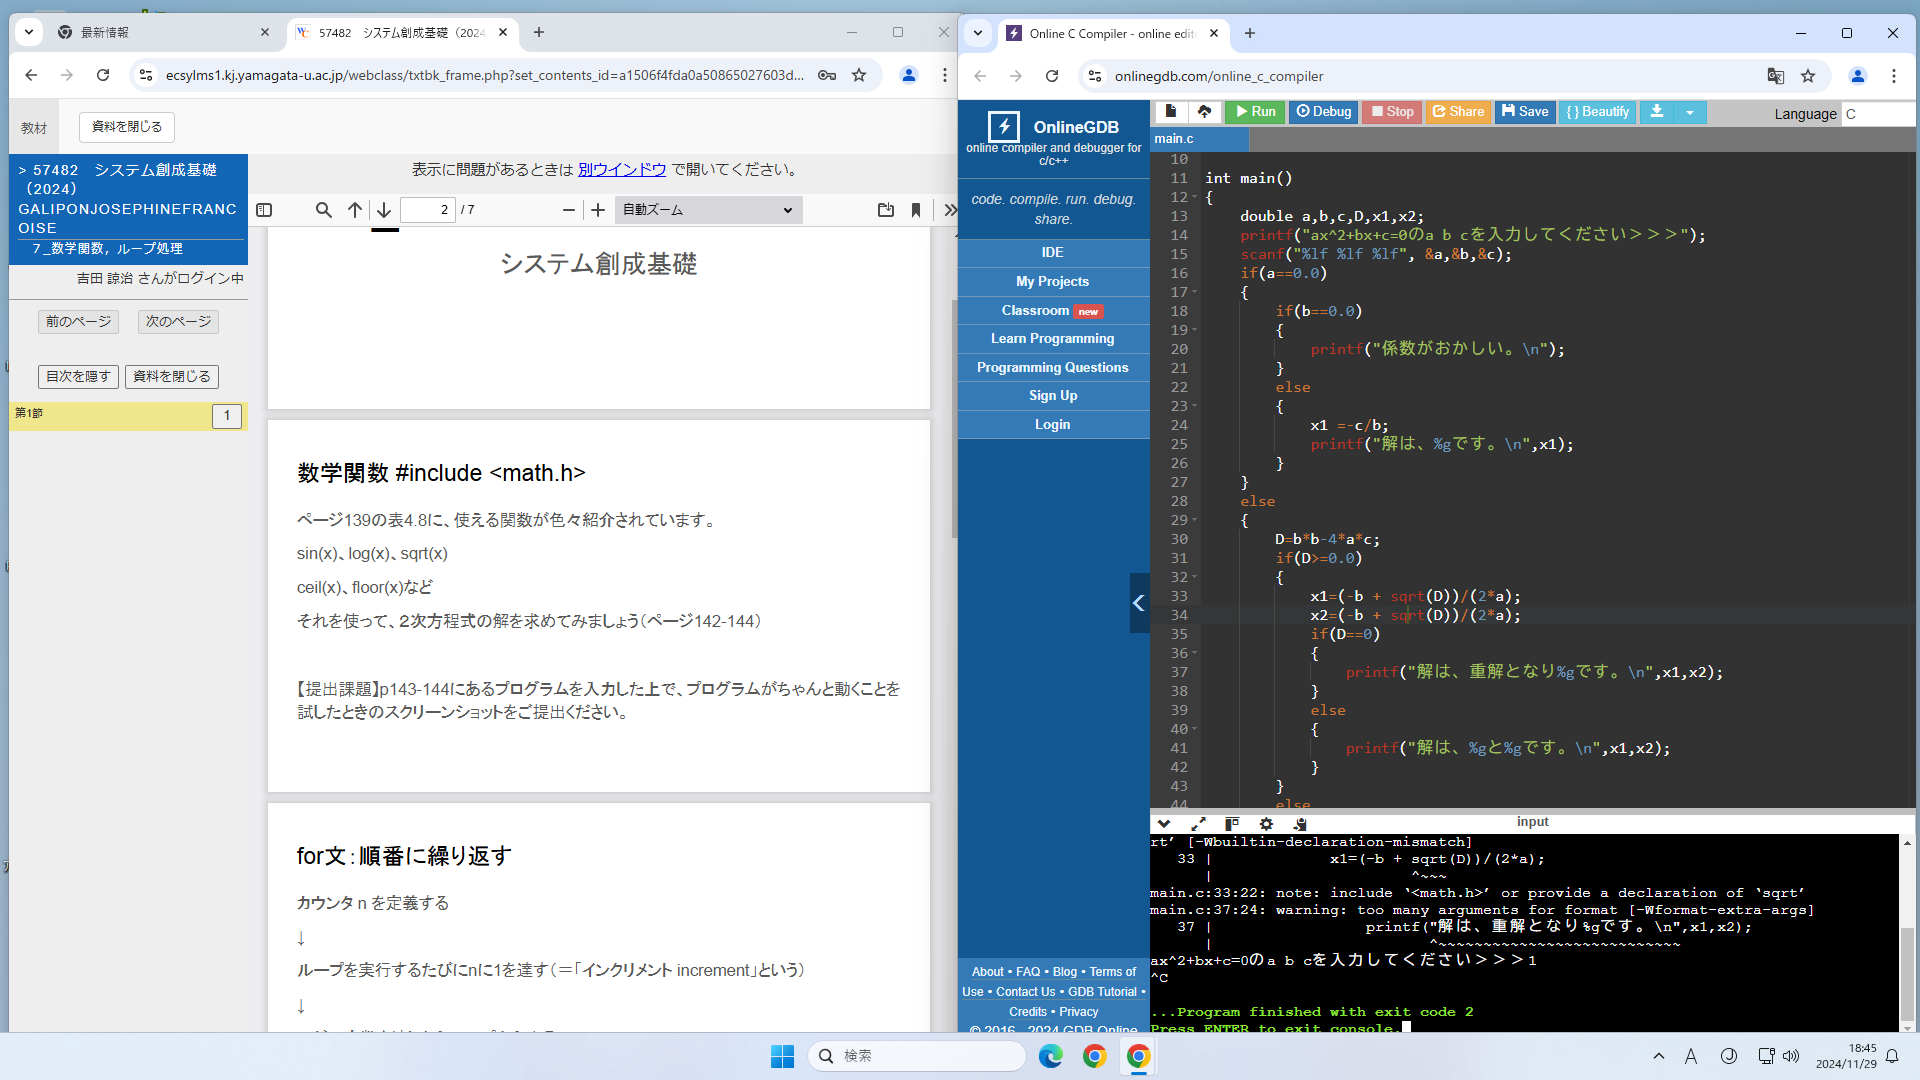 最新情報
57482　システム創成基礎（2024
ecsylms1.kj.yamagata-u.ac.jp/webclass/txtbk_frame.php?set_contents_id=a1506f4fda0a50865027603d...
教材
資料を閉じる
> 57482　システム創成基礎
（2024）
GALIPONJOSEPHINEFRANC
OISE
7_数学関数，ループ処理
吉田 諒治 さんがログイン中
前のページ 次のページ
目次を隠す 資料を閉じる
第1節 1
表示に問題があるときは 別ウインドウ で開いてください。
2 / 7 自動ズーム
システム創成基礎
数学関数 #include <math.h>
ページ139の表4.8に、使える関数が色々紹介されています。
sin(x)、log(x)、sqrt(x)
ceil(x)、floor(x)など
それを使って、2次方程式の解を求めてみましょう（ページ142-144）
【提出課題】p143-144にあるプログラムを入力した上で、プログラムがちゃんと動くことを
試したときのスクリーンショットをご提出ください。
for文：順番に繰り返す
カウンタ n を定義する
↓
ループを実行するたびにnに1を達す（＝「インクリメント increment」という）
↓
Online C Compiler - online edit
onlinegdb.com/online_c_compiler
OnlineGDB
online compiler and debugger for
c/c++
code. compile. run. debug.
share.
IDE
My Projects
Classroom new
Learn Programming
Programming Questions
Sign Up
Login
About • FAQ • Blog • Terms of
Use • Contact Us • GDB Tutorial •
Credits • Privacy
© 2016 - 2024 GDB Online
Run Debug Stop Share Save { } Beautify Language C
main.c
10
11 int main()
12 {
13 double a,b,c,D,x1,x2;
14 printf("ax^2+bx+c=0のa b cを入力してください＞＞＞");
15 scanf("%lf %lf %lf", &a,&b,&c);
16 if(a==0.0)
17 {
18 if(b==0.0)
19 {
20 printf("係数がおかしい。\n");
21 }
22 else
23 {
24 x1 =-c/b;
25 printf("解は、%gです。\n",x1);
26 }
27 }
28 else
29 {
30 D=b*b-4*a*c;
31 if(D>=0.0)
32 {
33 x1=(-b + sqrt(D))/(2*a);
34 x2=(-b + sqrt(D))/(2*a);
35 if(D==0)
36 {
37 printf("解は、重解となり%gです。\n",x1,x2);
38 }
39 else
40 {
41 printf("解は、%gと%gです。\n",x1,x2);
42 }
43 }
44 else
input
rt’ [-Wbuiltin-declaration-mismatch]
33 | x1=(-b + sqrt(D))/(2*a);
| ^~~~
main.c:33:22: note: include ‘<math.h>’ or provide a declaration of ‘sqrt’
main.c:37:24: warning: too many arguments for format [-Wformat-extra-args]
37 | printf("解は、重解となり%gです。\n",x1,x2);
| ^~~~~~~~~~~~~~~~~~~~~~~~~~~~
ax^2+bx+c=0のa b cを入力してください＞＞＞1
^C
...Program finished with exit code 2
Press ENTER to exit console.
検索
A
18:45
2024/11/29